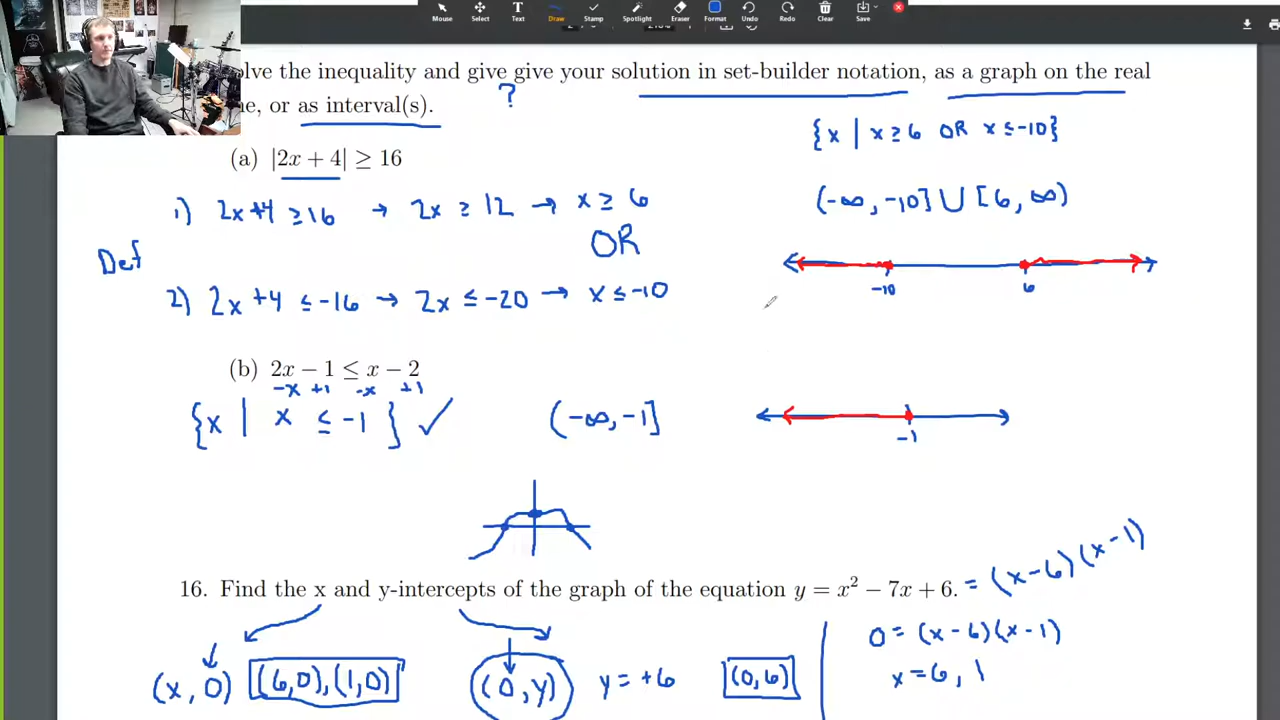 Mouse Select Text Draw Stamp Spotlight Eraser Format Undo Redo Clear Save
olve the inequality and give give your solution in set-builder notation, as a graph on the real
ne, or as interval(s). ?
{x | x ≥ 6 OR x ≤ -10}
(a) |2x + 4| ≥ 16
1) 2x+4 ≥ 16 → 2x ≥ 12 → x ≥ 6
(-∞, -10] ∪ [6, ∞)
OR
Def
-10 6
2) 2x +4 ≤ -16 → 2x ≤ -20 → x ≤ -10
(b) 2x − 1 ≤ x − 2
-x +1 -x +1
{x | x ≤ -1} ✓ (-∞, -1]
-1
16. Find the x and y-intercepts of the graph of the equation y = x² − 7x + 6. = (x-6)(x-1)
0 = (x-6)(x-1)
(x, 0) (6,0),(1,0) (0,y) y = +6 (0,6)
x = 6, 1